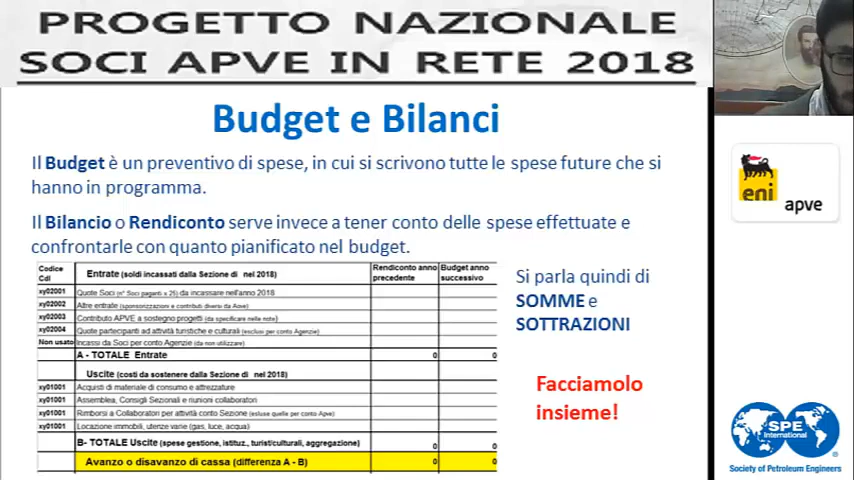 PROGETTO NAZIONALE
SOCI APVE IN RETE 2018
Budget e Bilanci
Il Budget è un preventivo di spese, in cui si scrivono tutte le spese future che si
hanno in programma.
Il Bilancio o Rendiconto serve invece a tener conto delle spese effettuate e
confrontarle con quanto pianificato nel budget.
Codice CdI Entrate (soldi incassati dalla Sezione di nel 2018) Rendiconto anno precedente Budget anno successivo
xy02001 Quote Soci (n° Soci paganti x 25) da incassare nell'anno 2018
xy02002 Altre entrate (sponsorizzazioni e contributi diversi da Apve)
xy02003 Contributo APVE a sostegno progetti (da specificare nelle note)
xy02004 Quote partecipanti ad attività turistiche e culturali (esclusi per conto Agenzie)
Non usato Incassi da Soci per conto Agenzie (da non utilizzare)
A - TOTALE Entrate 0 0
Uscite (costi da sostenere dalla Sezione di nel 2018)
xy01001 Acquisti di materiale di consumo e attrezzature
xy01001 Assemblea, Consigli Sezionali e riunioni collaboratori
xy01001 Rimborsi a Collaboratori per attività conto Sezione (escluse quelle per conto Apve)
xy01001 Locazione immobili, utenze varie (gas, luce, acqua)
B- TOTALE Uscite (spese gestione, istituz., turist/culturali, aggregazione) 0 0
Avanzo o disavanzo di cassa (differenza A - B) 0 0
Si parla quindi di
SOMME e
SOTTRAZIONI
Facciamolo
insieme!
eni
apve
SPE
International
®
Society of Petroleum Engineers